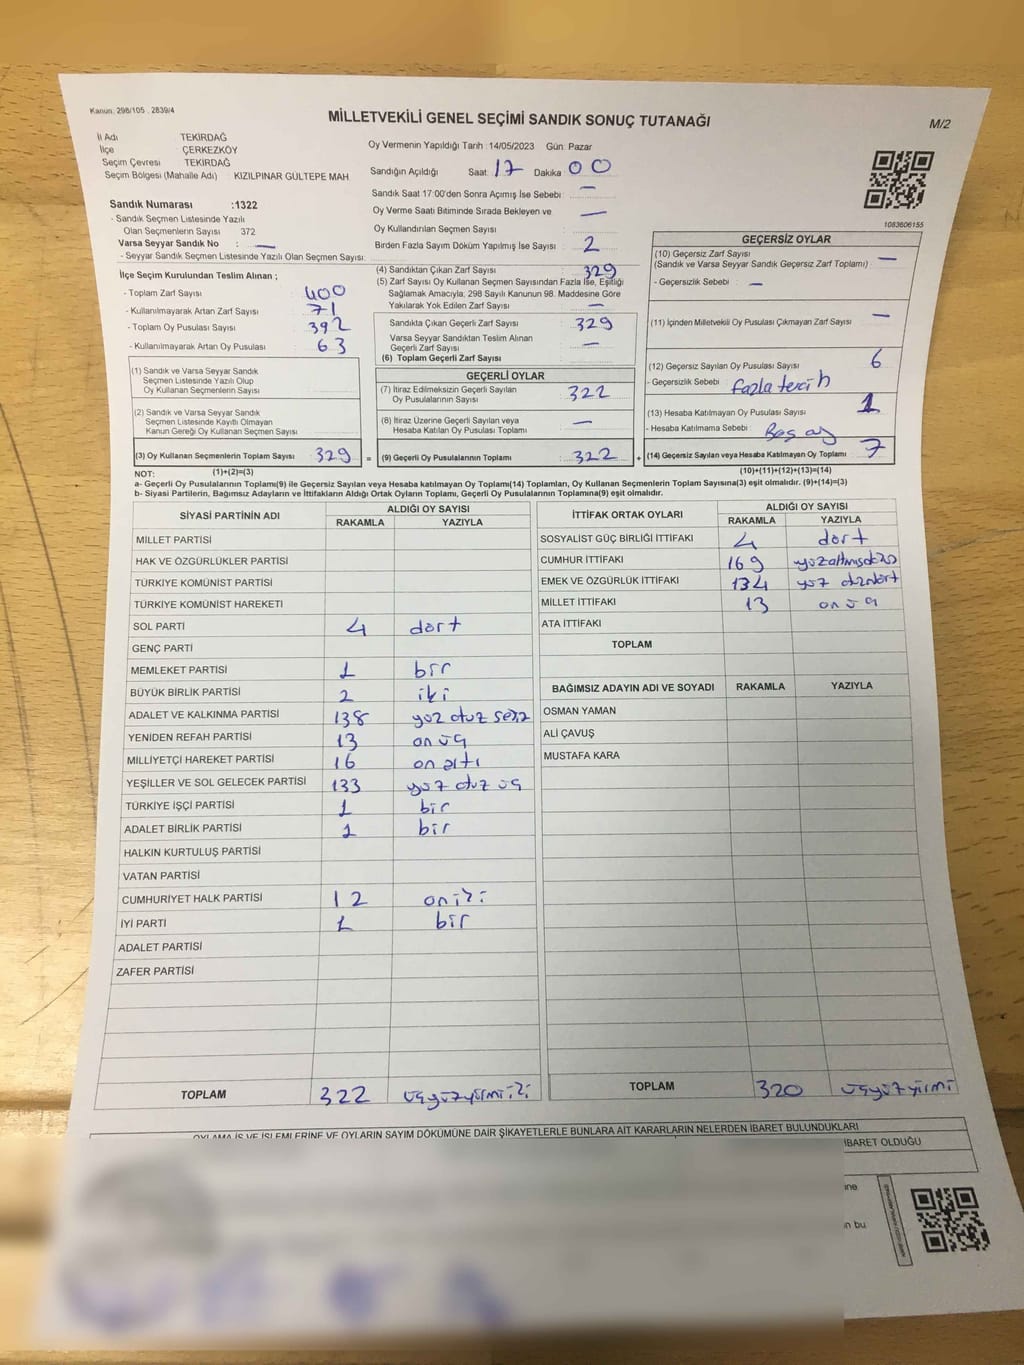 Kanun: 298/105 , 2839/4
MİLLETVEKİLİ GENEL SEÇİMİ SANDIK SONUÇ TUTANAĞI
M/2
İl Adı TEKİRDAĞ
İlçe ÇERKEZKÖY
Seçim Çevresi TEKİRDAĞ
Seçim Bölgesi (Mahalle Adı) : KIZILPINAR GÜLTEPE MAH
Sandık Numarası :1322
- Sandık Seçmen Listesinde Yazılı
Olan Seçmenlerin Sayısı 372
Varsa Seyyar Sandık No : —
- Seyyar Sandık Seçmen Listesinde Yazılı Olan Seçmen Sayısı:
İlçe Seçim Kurulundan Teslim Alınan ;
- Toplam Zarf Sayısı 400
- Kullanılmayarak Artan Zarf Sayısı 71
- Toplam Oy Pusulası Sayısı 392
- Kullanılmayarak Artan Oy Pusulası 63
(1) Sandık ve Varsa Seyyar Sandık
Seçmen Listesinde Yazılı Olup
Oy Kullanan Seçmenlerin Sayısı
(2) Sandık ve Varsa Seyyar Sandık
Seçmen Listesinde Kayıtlı Olmayan
Kanun Gereği Oy Kullanan Seçmen Sayısı
(3) Oy Kullanan Seçmenlerin Toplam Sayısı 329 =
Oy Vermenin Yapıldığı Tarih :14/05/2023 Gün: Pazar
Sandığın Açıldığı Saat: 17 Dakika 00
Sandık Saat 17:00'den Sonra Açımış İse Sebebi: —
Oy Verme Saati Bitiminde Sırada Bekleyen ve —
Oy Kullandırılan Seçmen Sayısı :
Birden Fazla Sayım Döküm Yapılmış İse Sayısı : 2
(4) Sandıktan Çıkan Zarf Sayısı : 329
(5) Zarf Sayısı Oy Kullanan Seçmen Sayısından Fazla İse, Eşitliği
Sağlamak Amacıyla; 298 Sayılı Kanunun 98. Maddesine Göre
Yakılarak Yok Edilen Zarf Sayısı : —
Sandıkta Çıkan Geçerli Zarf Sayısı : 329
Varsa Seyyar Sandıktan Teslim Alınan
Geçerli Zarf Sayısı : —
(6) Toplam Geçerli Zarf Sayısı :
GEÇERLİ OYLAR
(7) İtiraz Edilmeksizin Geçerli Sayılan
Oy Pusulalarının Sayısı : 322
(8) İtiraz Üzerine Geçerli Sayılan veya
Hesaba Katılan Oy Pusulası Toplamı : —
(9) Geçerli Oy Pusulalarının Toplamı : 322 +
1083606155
GEÇERSİZ OYLAR
(10) Geçersiz Zarf Sayısı
(Sandık ve Varsa Seyyar Sandık Geçersiz Zarf Toplamı) : —
- Geçersizlik Sebebi : —
(11) İçinden Milletvekili Oy Pusulası Çıkmayan Zarf Sayısı : —
(12) Geçersiz Sayılan Oy Pusulası Sayısı : 6
- Geçersizlik Sebebi : fazla tercih
(13) Hesaba Katılmayan Oy Pusulası Sayısı : 1
- Hesaba Katılmama Sebebi :
(14) Geçersiz Sayılan veya Hesaba Katılmayan Oy Toplamı : 7
NOT: (1)+(2)=(3) (10)+(11)+(12)+(13)=(14)
a- Geçerli Oy Pusulalarının Toplamı(9) ile Geçersiz Sayılan veya Hesaba katılmayan Oy Toplamı(14) Toplamları, Oy Kullanan Seçmenlerin Toplam Sayısına(3) eşit olmalıdır. (9)+(14)=(3)
b- Siyasi Partilerin, Bağımsız Adayların ve İttifakların Aldığı Ortak Oyların Toplamı, Geçerli Oy Pusulalarının Toplamına(9) eşit olmalıdır.
SİYASİ PARTİNİN ADI ALDIĞI OY SAYISI
RAKAMLA YAZIYLA
MİLLET PARTİSİ
HAK VE ÖZGÜRLÜKLER PARTİSİ
TÜRKİYE KOMÜNİST PARTİSİ
TÜRKİYE KOMÜNİST HAREKETİ
SOL PARTİ 4 dört
GENÇ PARTİ
MEMLEKET PARTİSİ 1 bir
BÜYÜK BİRLİK PARTİSİ 2 iki
ADALET VE KALKINMA PARTİSİ 138 yüz otuz sekiz
YENİDEN REFAH PARTİSİ 13 on üç
MİLLİYETÇİ HAREKET PARTİSİ 16 on altı
YEŞİLLER VE SOL GELECEK PARTİSİ 133 yüz otuz üç
TÜRKİYE İŞÇİ PARTİSİ 1 bir
ADALET BİRLİK PARTİSİ 1 bir
HALKIN KURTULUŞ PARTİSİ
VATAN PARTİSİ
CUMHURİYET HALK PARTİSİ 12 oniki
İYİ PARTİ 1 bir
ADALET PARTİSİ
ZAFER PARTİSİ
TOPLAM 322 üçyüzyirmiiki
İTTİFAK ORTAK OYLARI ALDIĞI OY SAYISI
RAKAMLA YAZIYLA
SOSYALİST GÜÇ BİRLİĞİ İTTİFAKI 4 dört
CUMHUR İTTİFAKI 169
EMEK VE ÖZGÜRLÜK İTTİFAKI 134 yüz otuzdört
MİLLET İTTİFAKI 13 on üç
ATA İTTİFAKI
TOPLAM
BAĞIMSIZ ADAYIN ADI VE SOYADI RAKAMLA YAZIYLA
OSMAN YAMAN
ALİ ÇAVUŞ
MUSTAFA KARA
TOPLAM 320 üçyüzyirmi
OYLAMA İŞ VE İŞLEMLERİNE VE OYLARIN SAYIM DÖKÜMÜNE DAİR ŞİKAYETLERLE BUNLARA AİT KARARLARIN NELERDEN İBARET BULUNDUKLARI
İBARET OLDUĞU